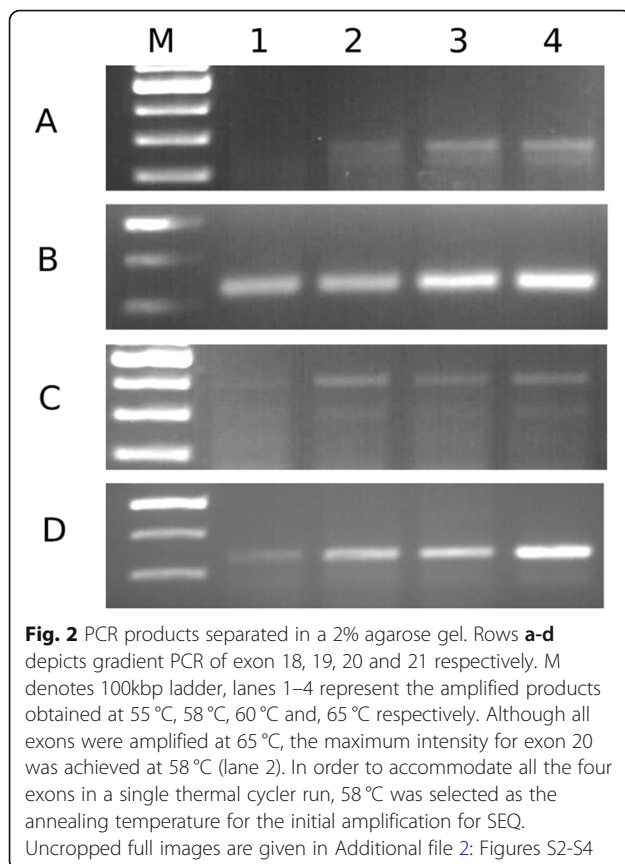 M 1 2 3 4
A
B
C
D
Fig. 2 PCR products separated in a 2% agarose gel. Rows a-d
depicts gradient PCR of exon 18, 19, 20 and 21 respectively. M
denotes 100kbp ladder, lanes 1–4 represent the amplified products
obtained at 55 °C, 58 °C, 60 °C and, 65 °C respectively. Although all
exons were amplified at 65 °C, the maximum intensity for exon 20
was achieved at 58 °C (lane 2). In order to accommodate all the four
exons in a single thermal cycler run, 58 °C was selected as the
annealing temperature for the initial amplification for SEQ.
Uncropped full images are given in Additional file 2: Figures S2-S4